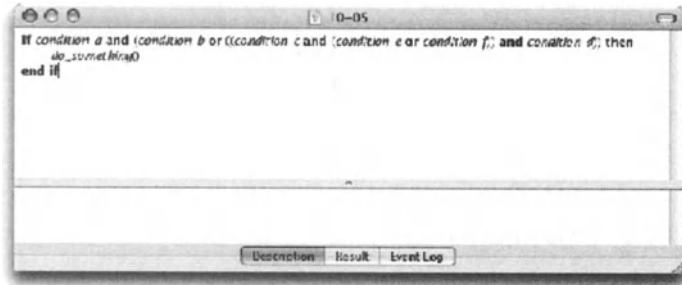 10-05
if condition a and (condition b or ((condition c and (condition e or condition f)) and condition d)) then
do_something()
end if
Description Result Event Log